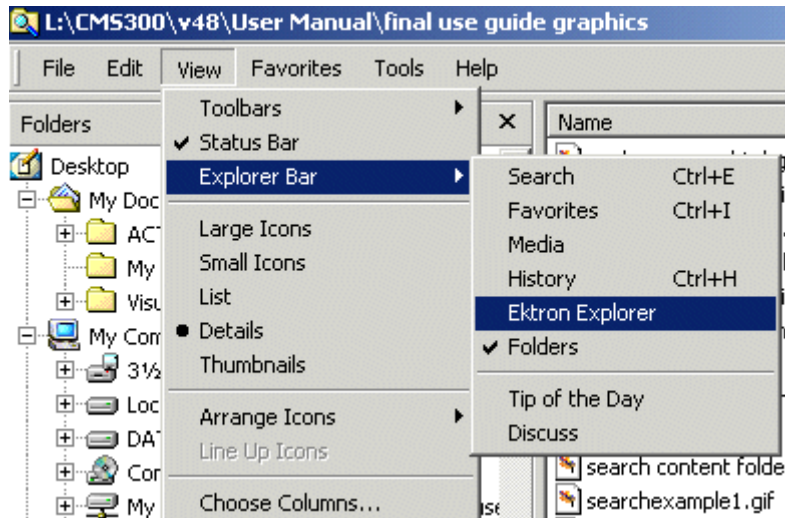 L:\CMS300\v48\User Manual\final use guide graphics
File Edit View Favorites Tools Help
Folders
Name
Desktop
My Doc
ACT
My
Visu
My Com
3½
Loc
DAT
Con
My
Toolbars
Status Bar
Explorer Bar
Large Icons
Small Icons
List
Details
Thumbnails
Arrange Icons
Line Up Icons
Choose Columns...
Search Ctrl+E
Favorites Ctrl+I
Media
History Ctrl+H
Ektron Explorer
Folders
Tip of the Day
Discuss
search content folde
searchexample1.gif